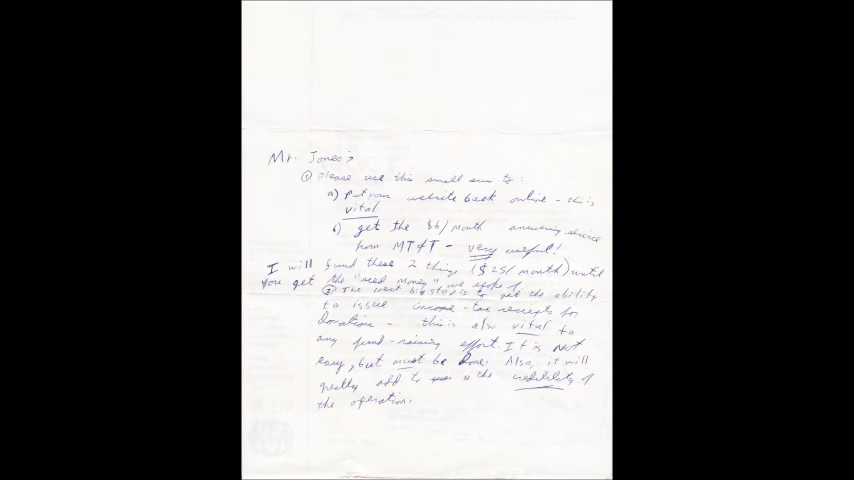 Mr. Jones:
① Please use this small sum to:
a) Put your website back online - this is
vital
b) get the $6/month answering service
from MT&T - very useful!
I will fund these 2 things ($25/month) until
you get the "seed money" we spoke of
② The next big step is to get the ability
to issue income-tax receipts for
donations - this is also vital to
any fund-raising effort. It is not
easy, but must be done. Also, it will
greatly add to the credibility of
the operation.